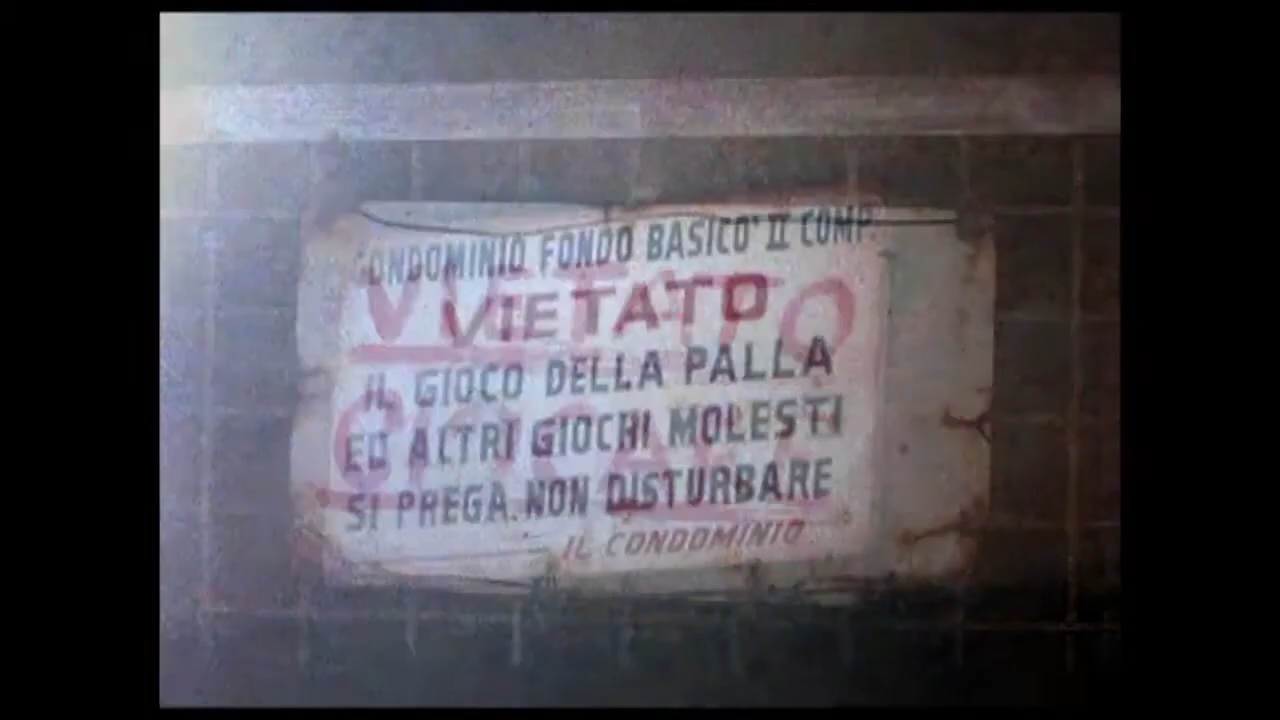 CONDOMINIO FONDO BASICO' II COMP.
VIETATO
IL GIOCO DELLA PALLA
ED ALTRI GIOCHI MOLESTI
SI PREGA NON DISTURBARE
IL CONDOMINIO
VIETATO